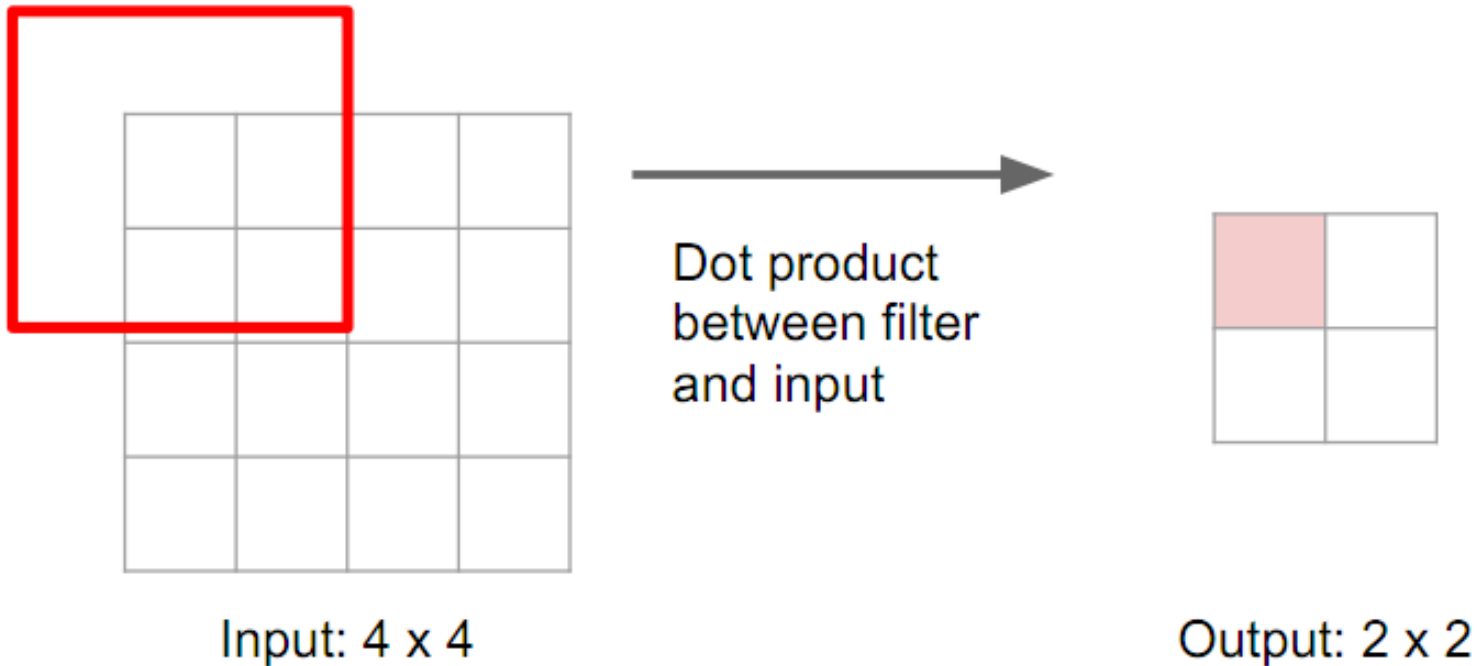 Dot product
between filter
and input
Input: 4 x 4
Output: 2 x 2